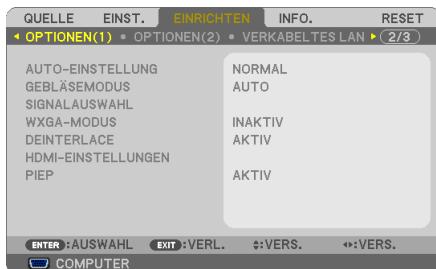 QUELLE EINST. EINRICHTEN INFO. RESET
OPTIONEN(1) • OPTIONEN(2) • VERKABELTES LAN 2/3
AUTO-EINSTELLUNG NORMAL
GEBLÄSEMODUS AUTO
SIGNALAUSWAHL
WXGA-MODUS INAKTIV
DEINTERLACE AKTIV
HDMI-EINSTELLUNGEN
PIEP AKTIV
ENTER :AUSWAHL EXIT :VERL. :VERS. :VERS.
COMPUTER